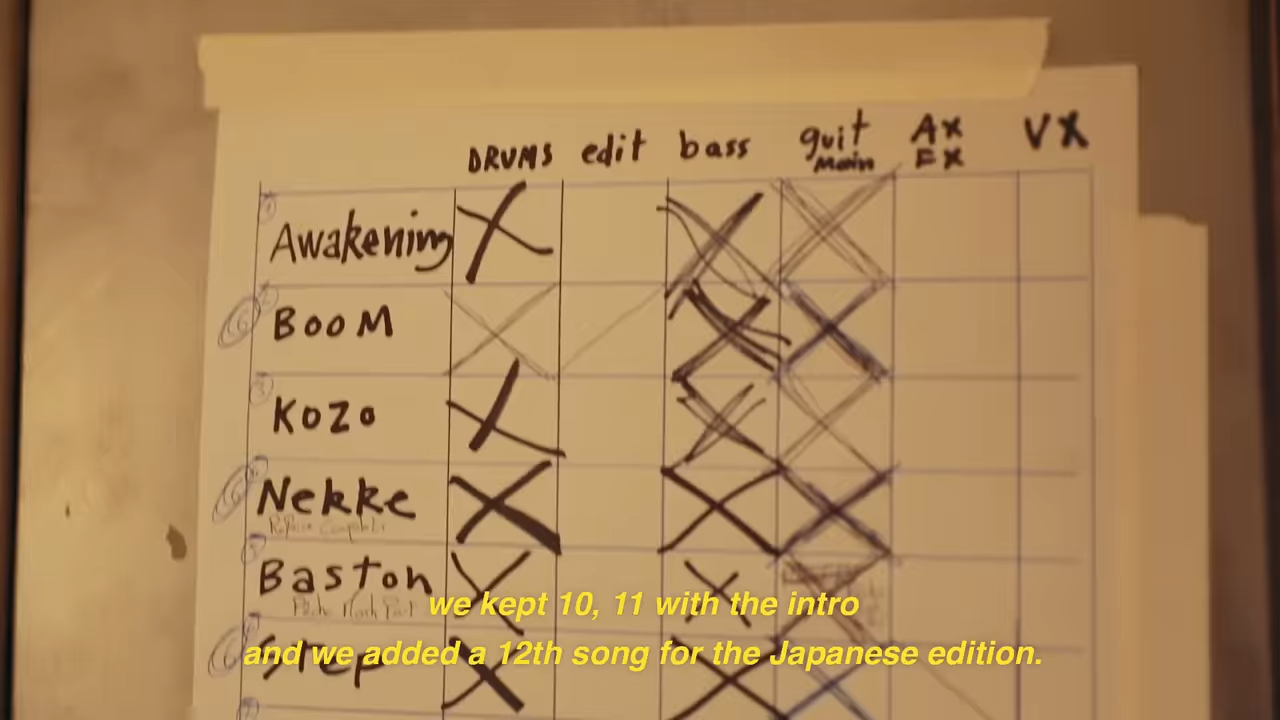 DRUMS edit bass guit AX VX
Main FX
Awakening
BOOM
KOZO
Nekke
Baston
Step
we kept 10, 11 with the intro
and we added a 12th song for the Japanese edition.